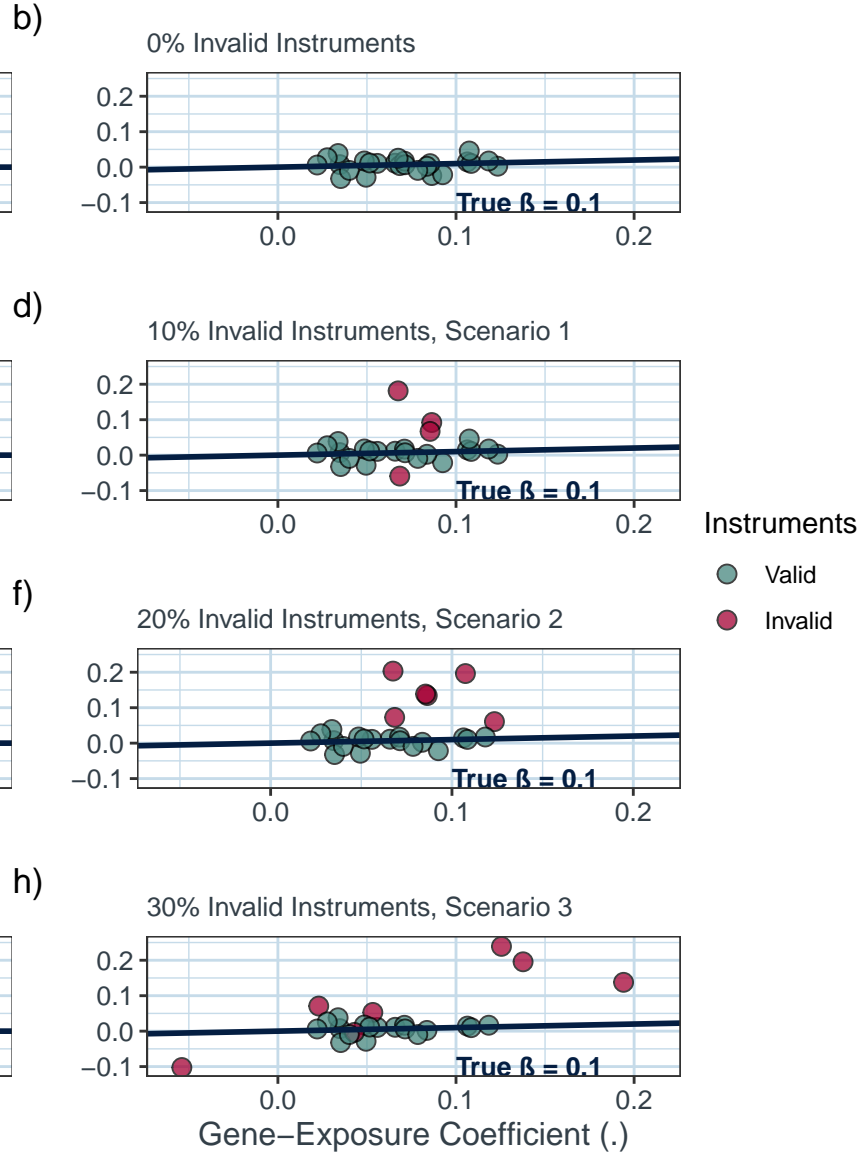 b)
0% Invalid Instruments
0.2
0.1
0.0
−0.1
True ß = 0.1
0.0 0.1 0.2
d)
10% Invalid Instruments, Scenario 1
0.2
0.1
0.0
−0.1
True ß = 0.1
0.0 0.1 0.2
Instruments
Valid
Invalid
f)
20% Invalid Instruments, Scenario 2
0.2
0.1
0.0
−0.1
True ß = 0.1
0.0 0.1 0.2
h)
30% Invalid Instruments, Scenario 3
0.2
0.1
0.0
−0.1
True ß = 0.1
0.0 0.1 0.2
Gene−Exposure Coefficient (.)